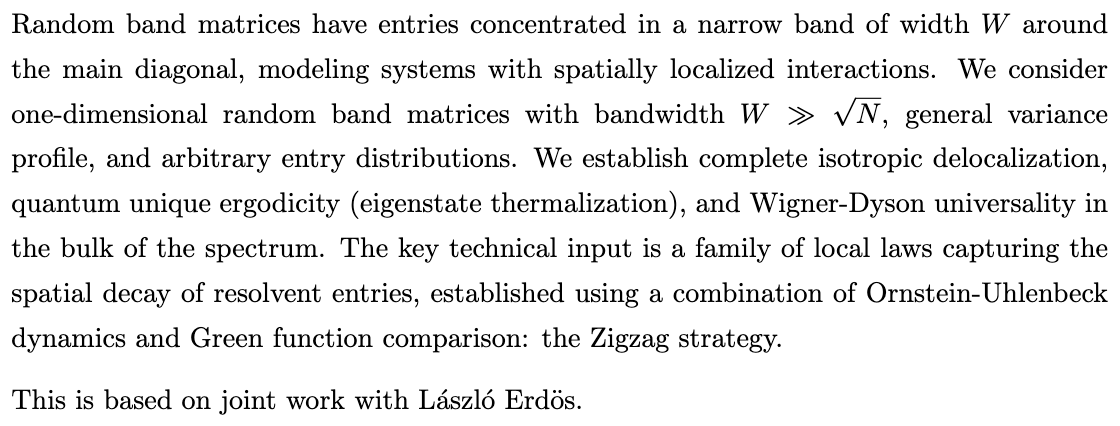 Random band matrices have entries concentrated in a narrow band of width W around
the main diagonal, modeling systems with spatially localized interactions. We consider
one-dimensional random band matrices with bandwidth W ≫ √N, general variance
profile, and arbitrary entry distributions. We establish complete isotropic delocalization,
quantum unique ergodicity (eigenstate thermalization), and Wigner-Dyson universality in
the bulk of the spectrum. The key technical input is a family of local laws capturing the
spatial decay of resolvent entries, established using a combination of Ornstein-Uhlenbeck
dynamics and Green function comparison: the Zigzag strategy.
This is based on joint work with László Erdös.